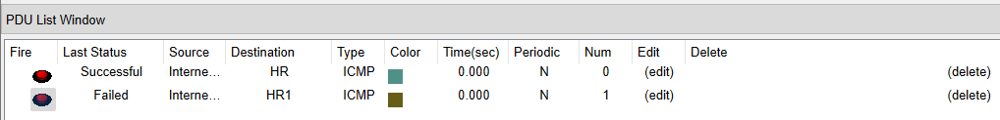 PDU List Window
Fire Last Status Source Destination Type Color Time(sec) Periodic Num Edit Delete
Successful Interne... HR ICMP 0.000 N 0 (edit) (delete)
Failed Interne... HR1 ICMP 0.000 N 1 (edit) (delete)